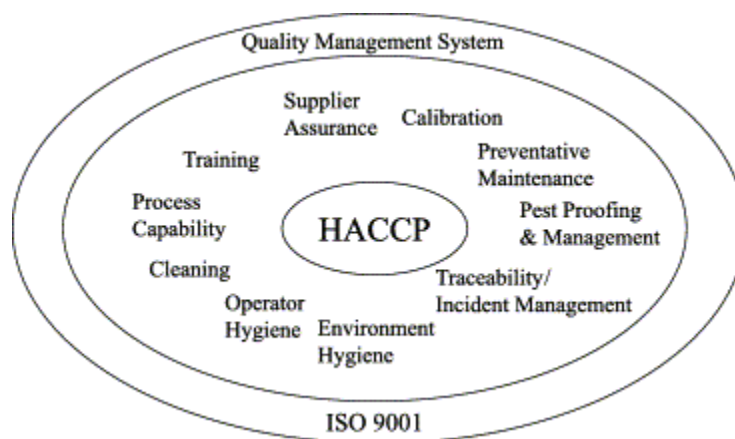 Quality Management System
Supplier
Assurance
Calibration
Training
Preventative
Maintenance
Process
Capability
HACCP
Pest Proofing
& Management
Cleaning
Traceability/
Incident Management
Operator
Hygiene
Environment
Hygiene
ISO 9001